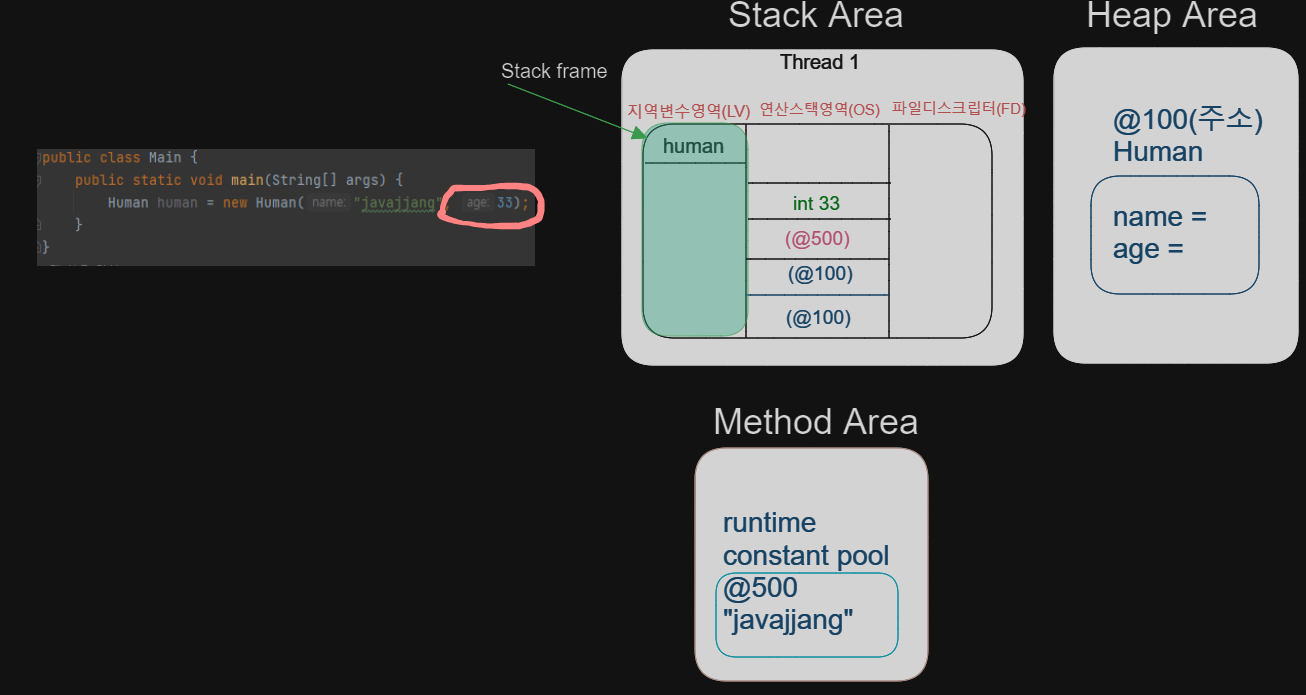 Stack Area
Heap Area
Stack frame
Thread 1
지역변수영역(LV)
연산스택영역(OS)
파일디스크립터(FD)
human
int 33
(@500)
(@100)
(@100)
@100(주소)
Human
name =
age =
public class Main {
public static void main(String[] args) {
Human human = new Human( name: "javajjang", age: 33);
}
}
Method Area
runtime
constant pool
@500
"javajjang"